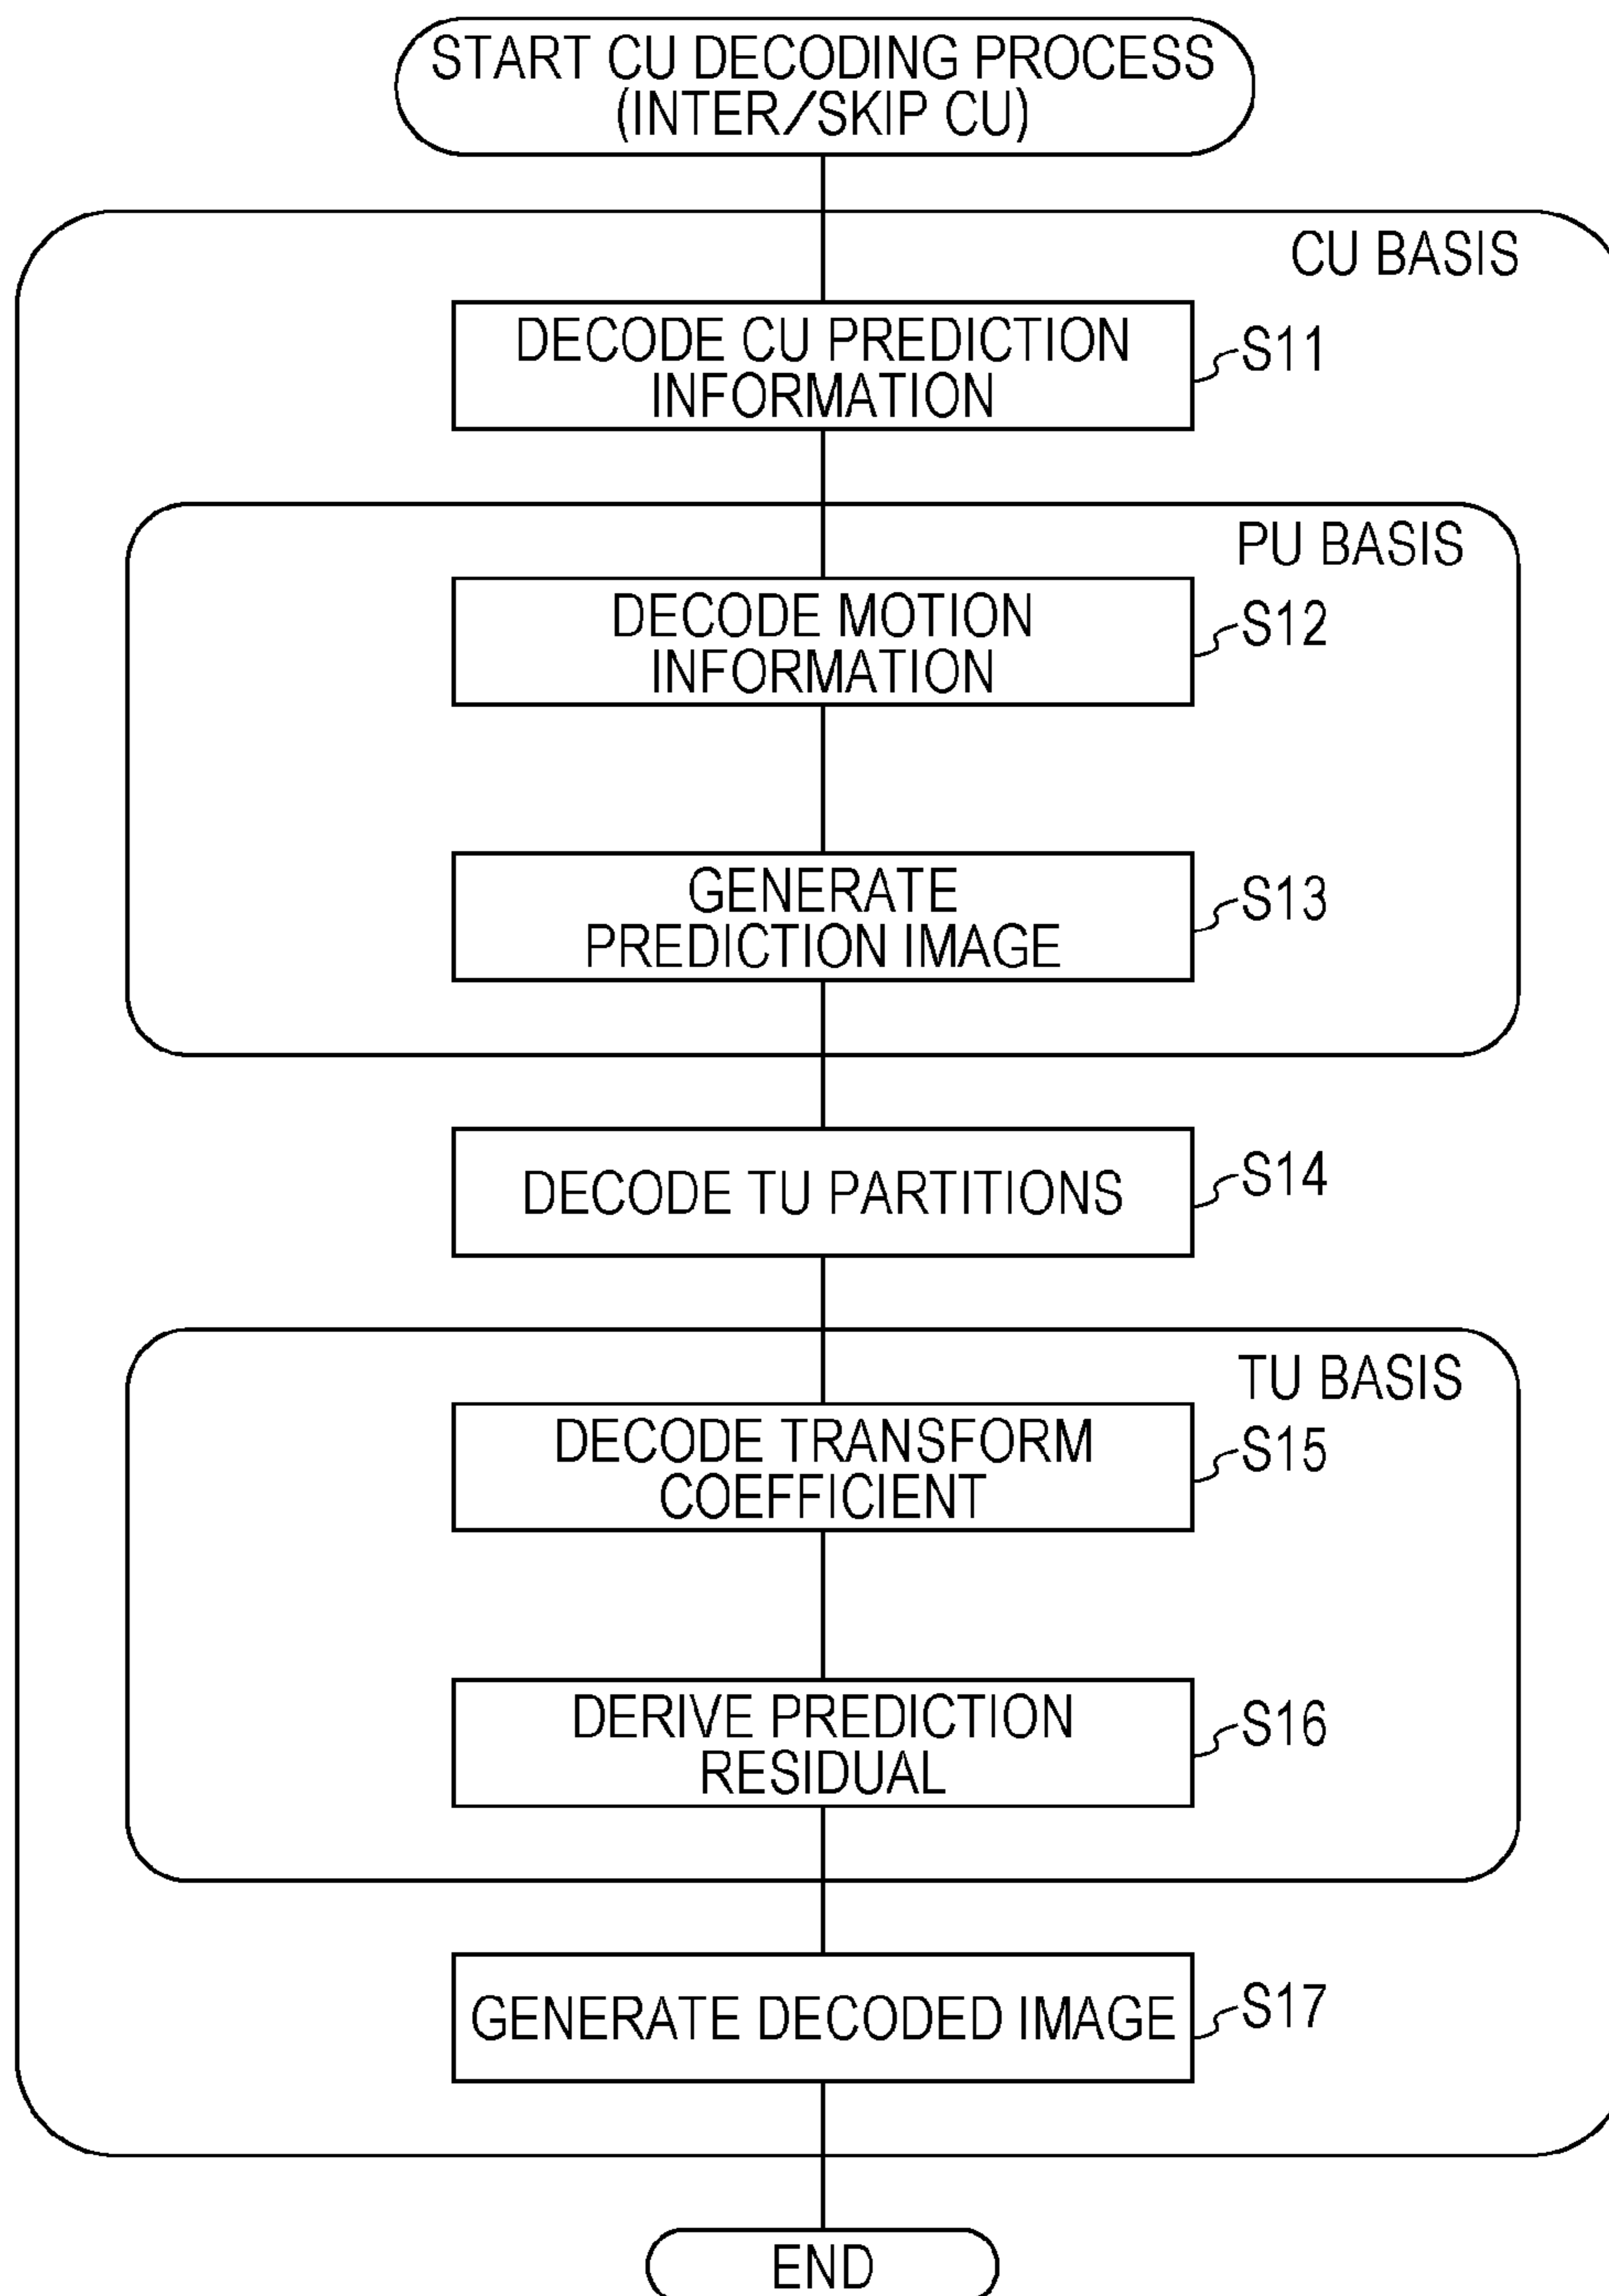 START CU DECODING PROCESS
(INTER/SKIP CU)
CU BASIS
DECODE CU PREDICTION
INFORMATION
S11
PU BASIS
DECODE MOTION
INFORMATION
S12
GENERATE
PREDICTION IMAGE
S13
DECODE TU PARTITIONS
S14
TU BASIS
DECODE TRANSFORM
COEFFICIENT
S15
DERIVE PREDICTION
RESIDUAL
S16
GENERATE DECODED IMAGE
S17
END